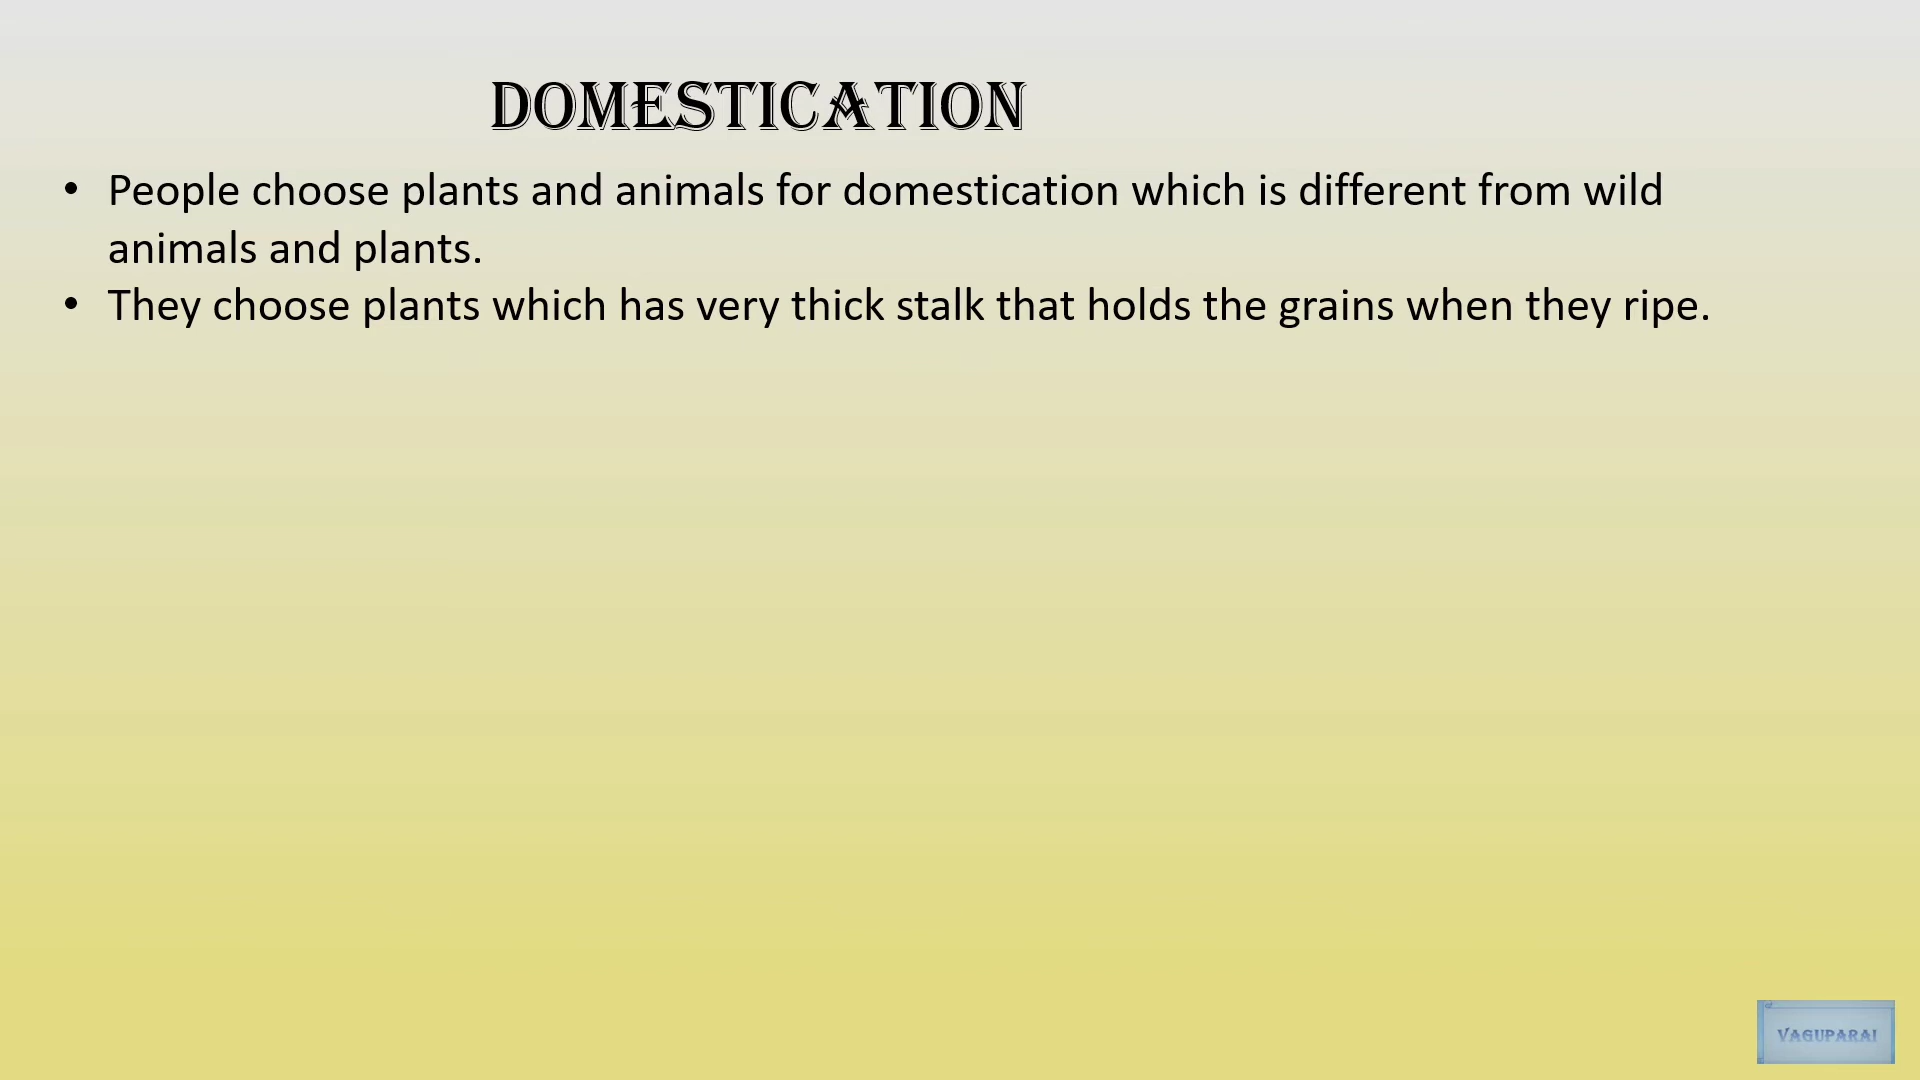 DOMESTICATION
• People choose plants and animals for domestication which is different from wild
animals and plants.
• They choose plants which has very thick stalk that holds the grains when they ripe.
VAGUPARAI